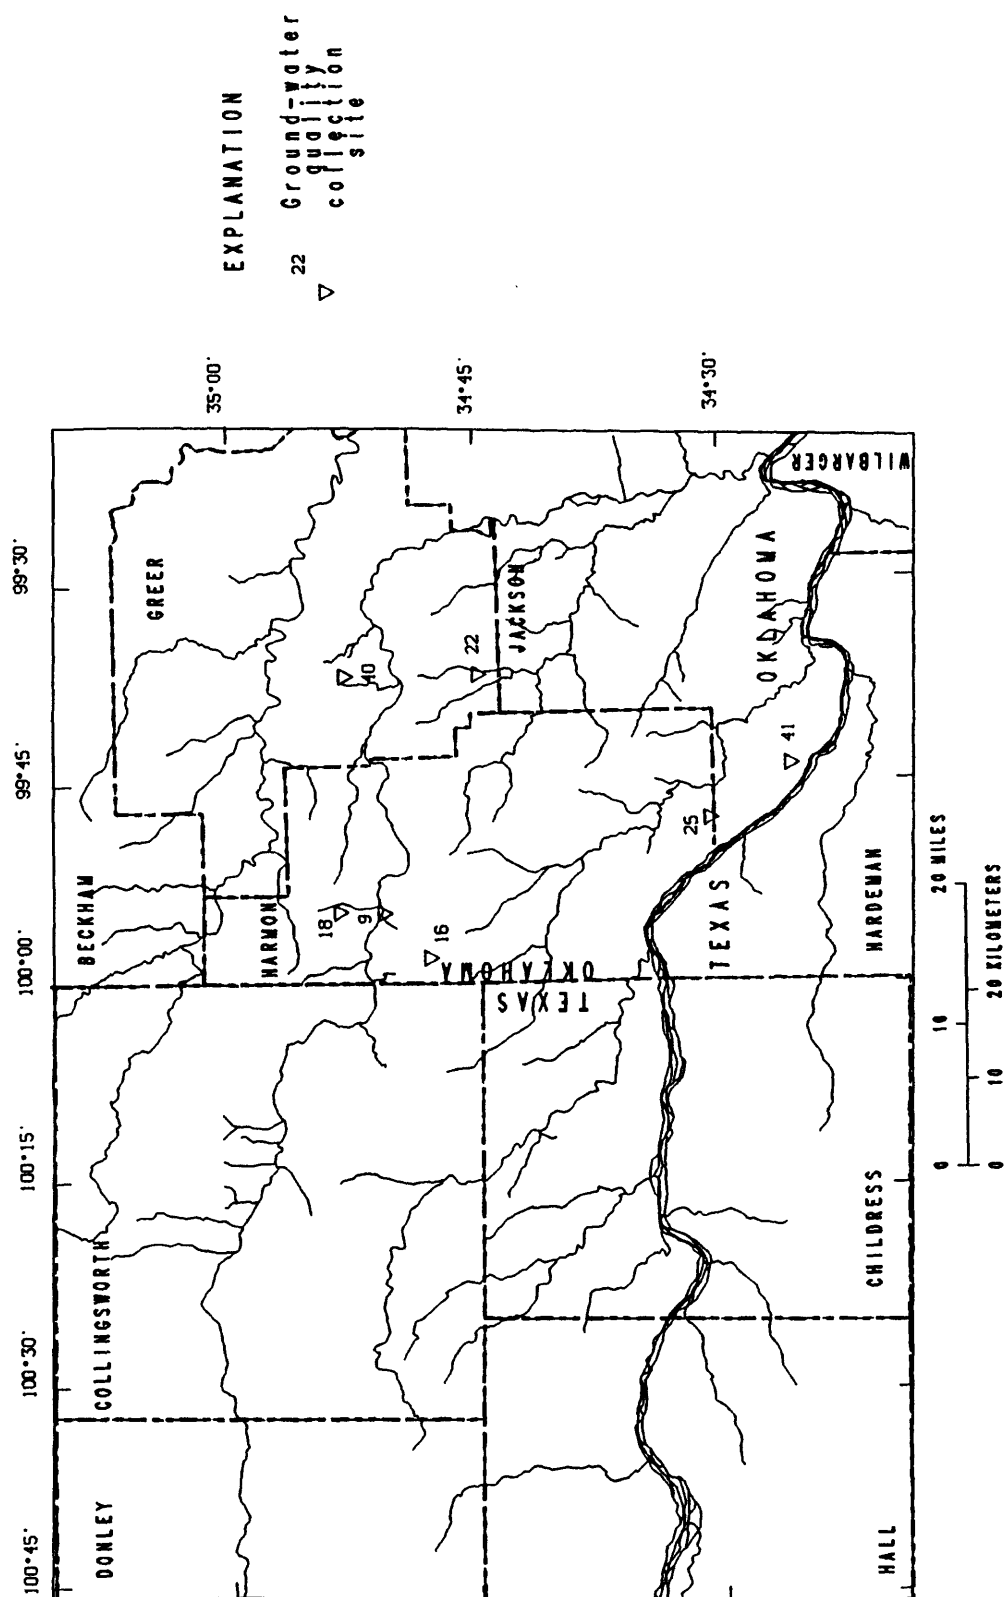 EXPLANATION
22
Ground-water
quality
collection
site
100°45'
100°30'
100°15'
100°00'
99°45'
99°30'
35°00'
34°45'
34°30'
DONLEY
COLLINGSWORTH
BECKHAM
GREER
HARMON
18
9
40
16
22
OKLAHOMA
TEXAS
JACKSON
25
41
TEXAS
OKLAHOMA
HALL
CHILDRESS
HARDEMAN
WILBARGER
0 10 20 MILES
0 10 20 KILOMETERS